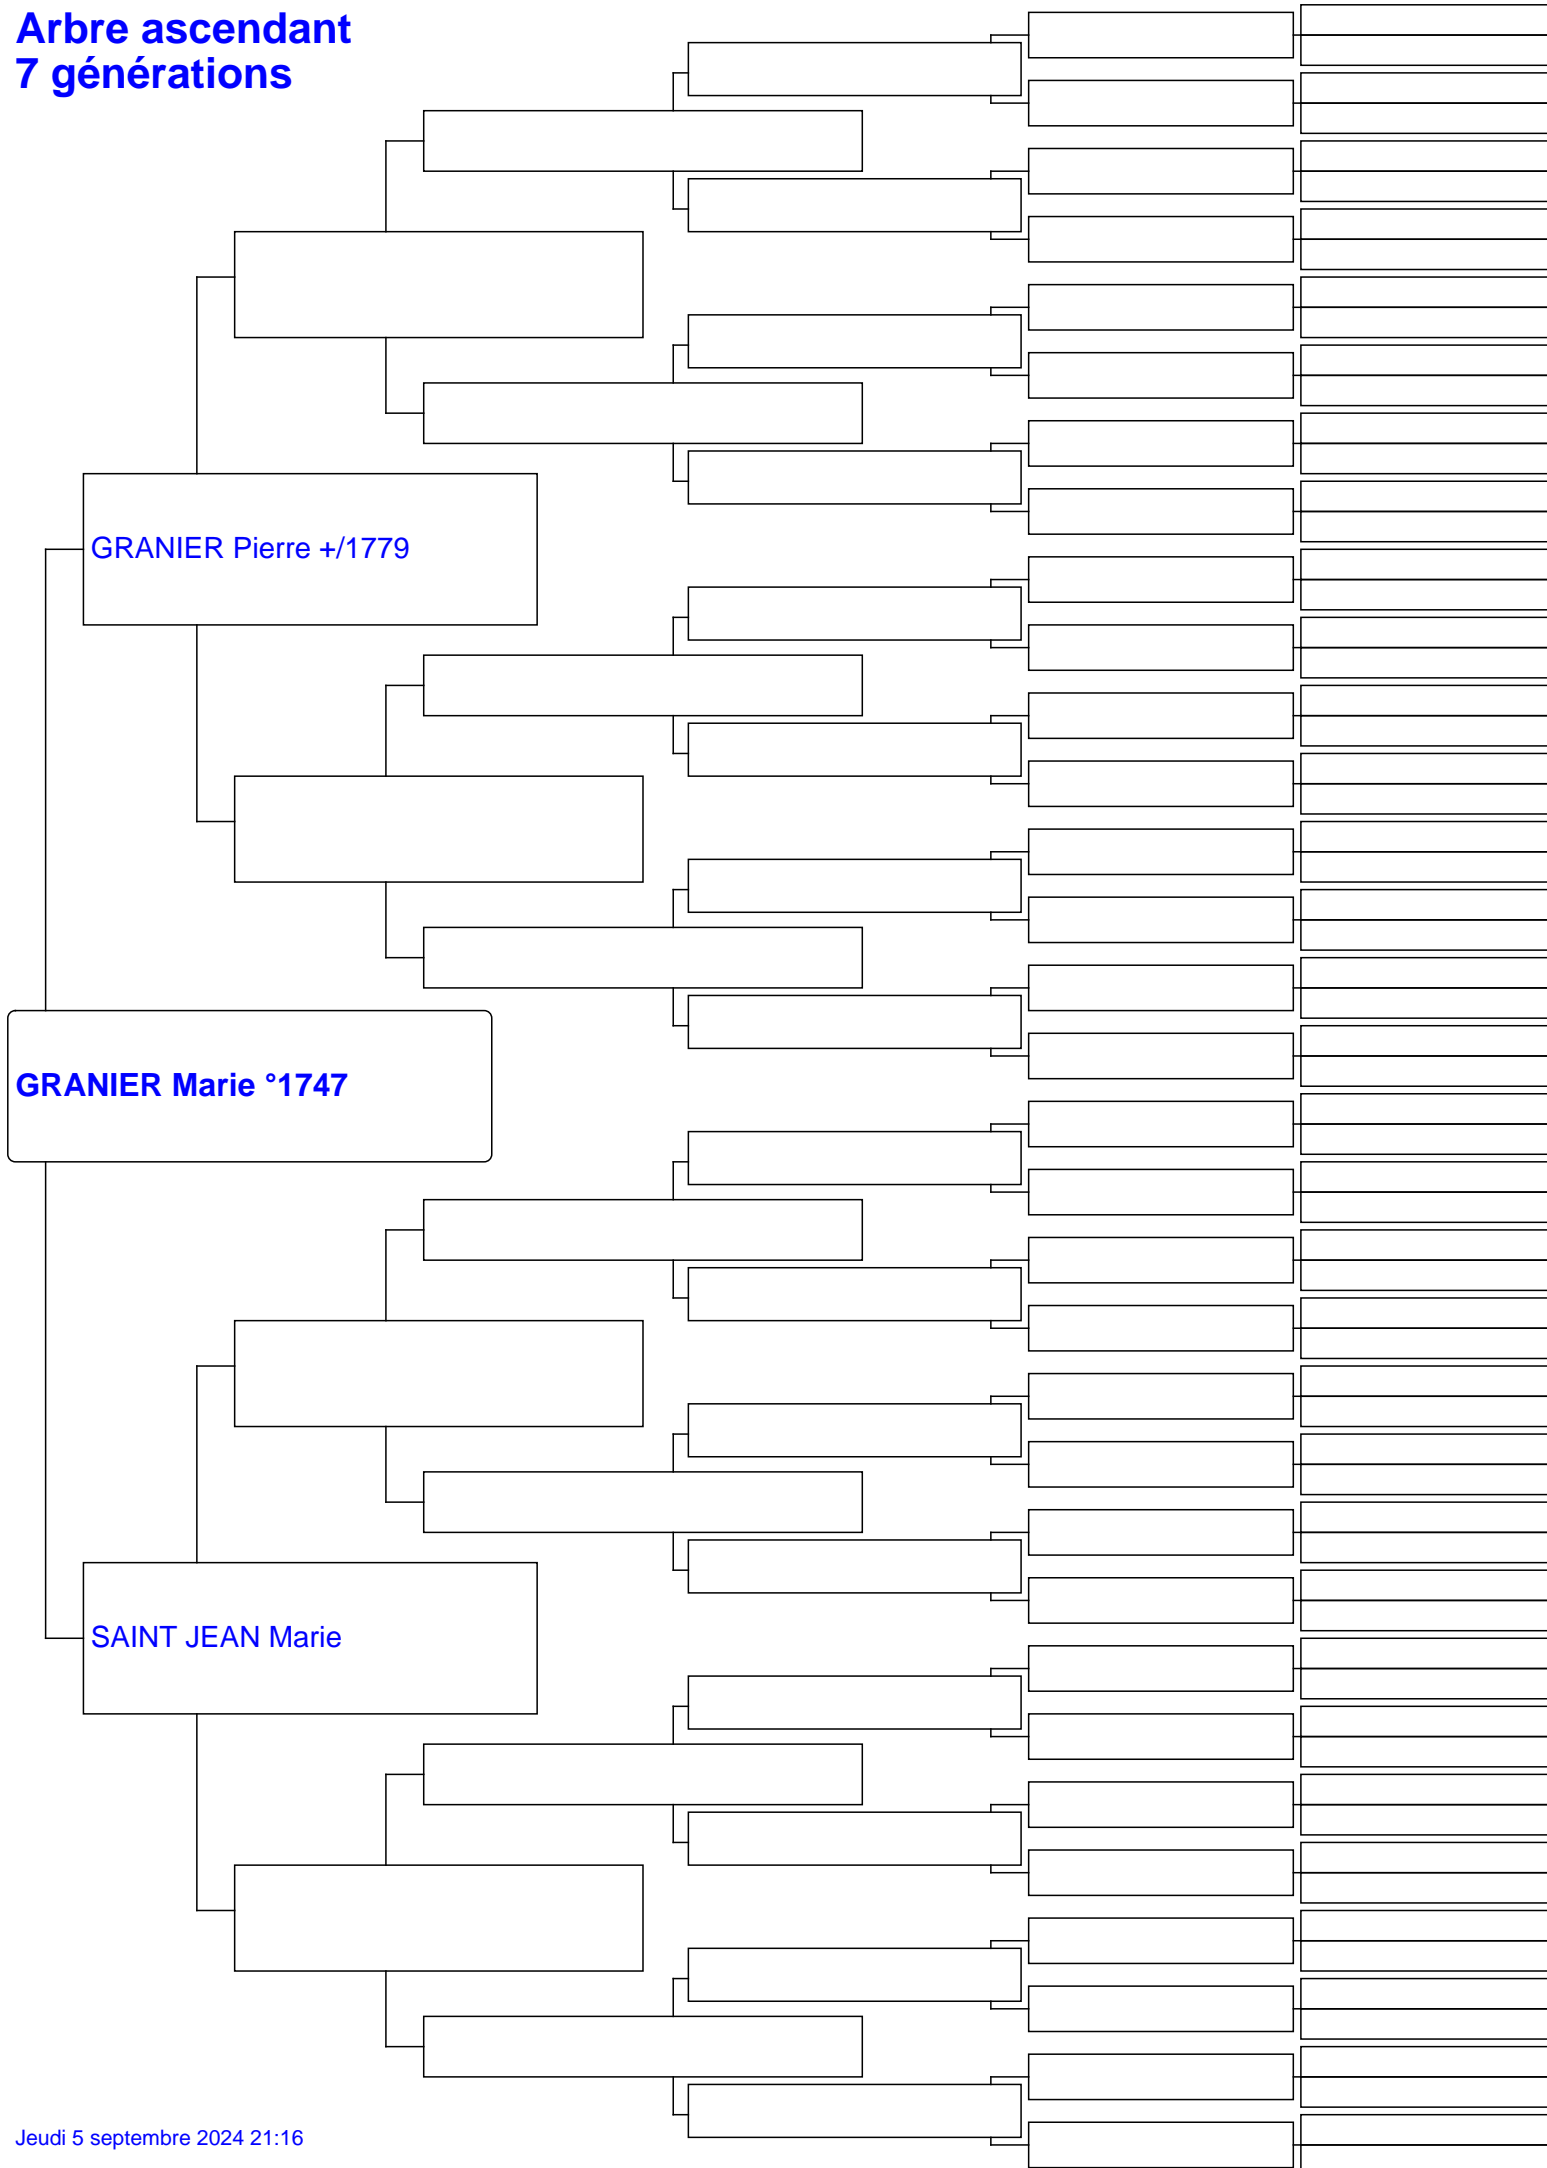 Arbre ascendant
7 générations
GRANIER Pierre +/1779
GRANIER Marie °1747
SAINT JEAN Marie
Jeudi 5 septembre 2024 21:16